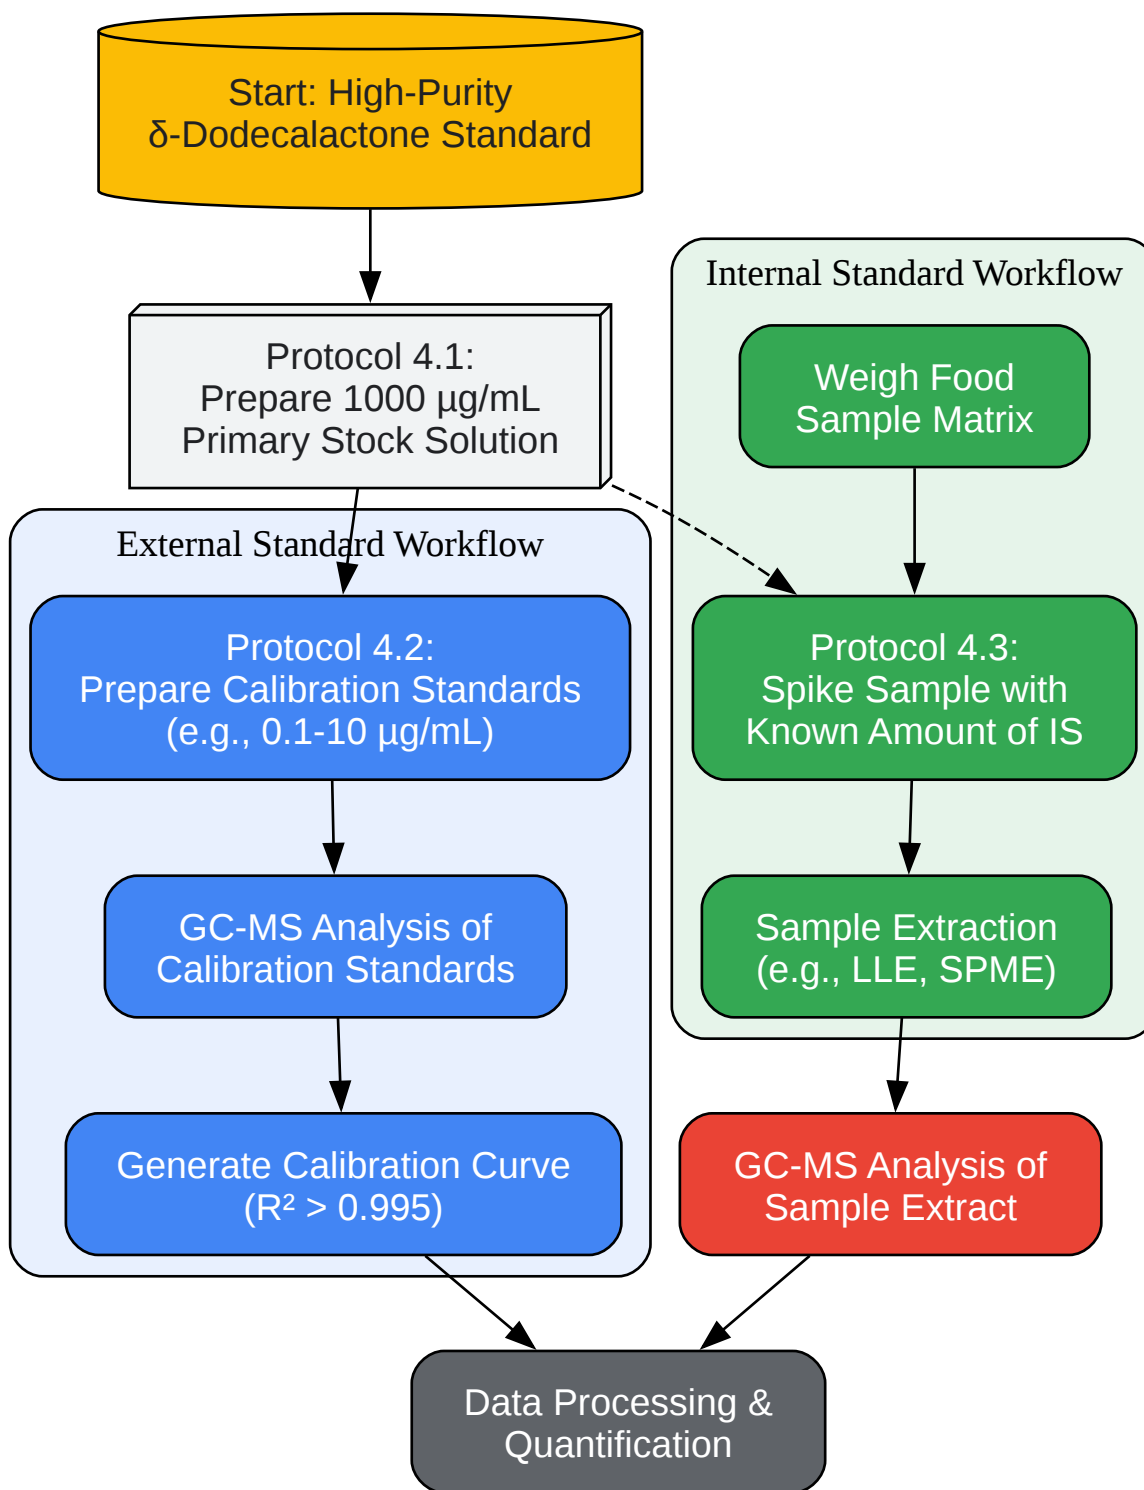 Start: High-Purity
δ-Dodecalactone Standard
Protocol 4.1:
Prepare 1000 µg/mL
Primary Stock Solution
External Standard Workflow
Protocol 4.2:
Prepare Calibration Standards
(e.g., 0.1-10 µg/mL)
GC-MS Analysis of
Calibration Standards
Generate Calibration Curve
(R² > 0.995)
Internal Standard Workflow
Weigh Food
Sample Matrix
Protocol 4.3:
Spike Sample with
Known Amount of IS
Sample Extraction
(e.g., LLE, SPME)
GC-MS Analysis of
Sample Extract
Data Processing &
Quantification